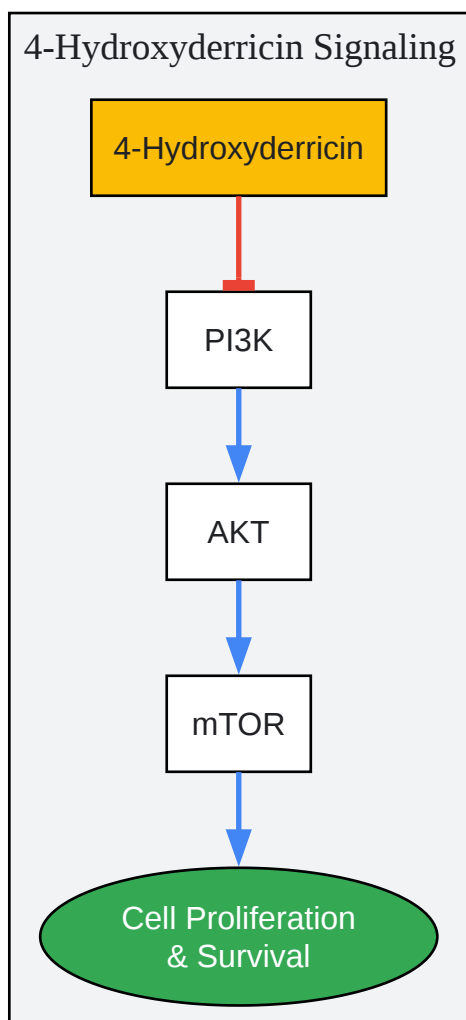 4-Hydroxyderricin Signaling
4-Hydroxyderricin
PI3K
AKT
mTOR
Cell Proliferation
& Survival